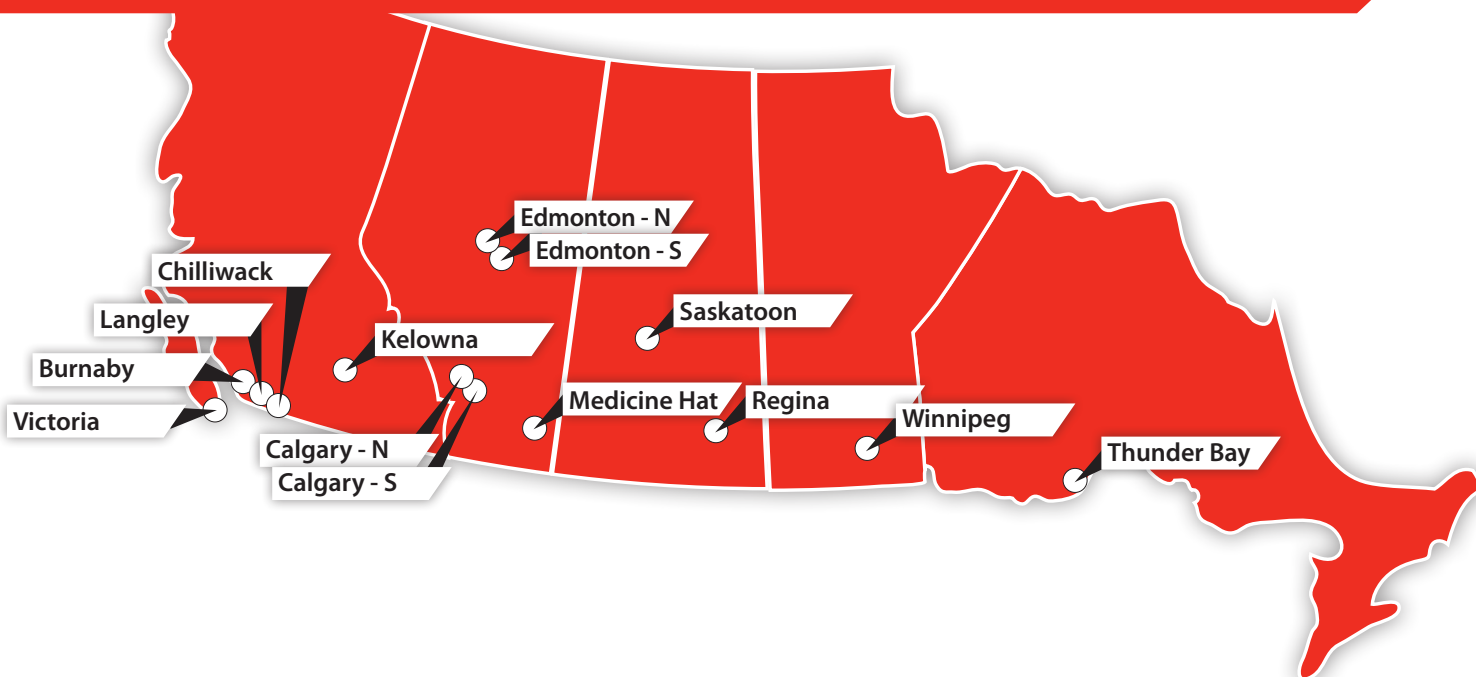 Edmonton - N
Edmonton - S
Chilliwack
Langley
Saskatoon
Kelowna
Burnaby
Medicine Hat
Regina
Victoria
Winnipeg
Calgary - N
Thunder Bay
Calgary - S